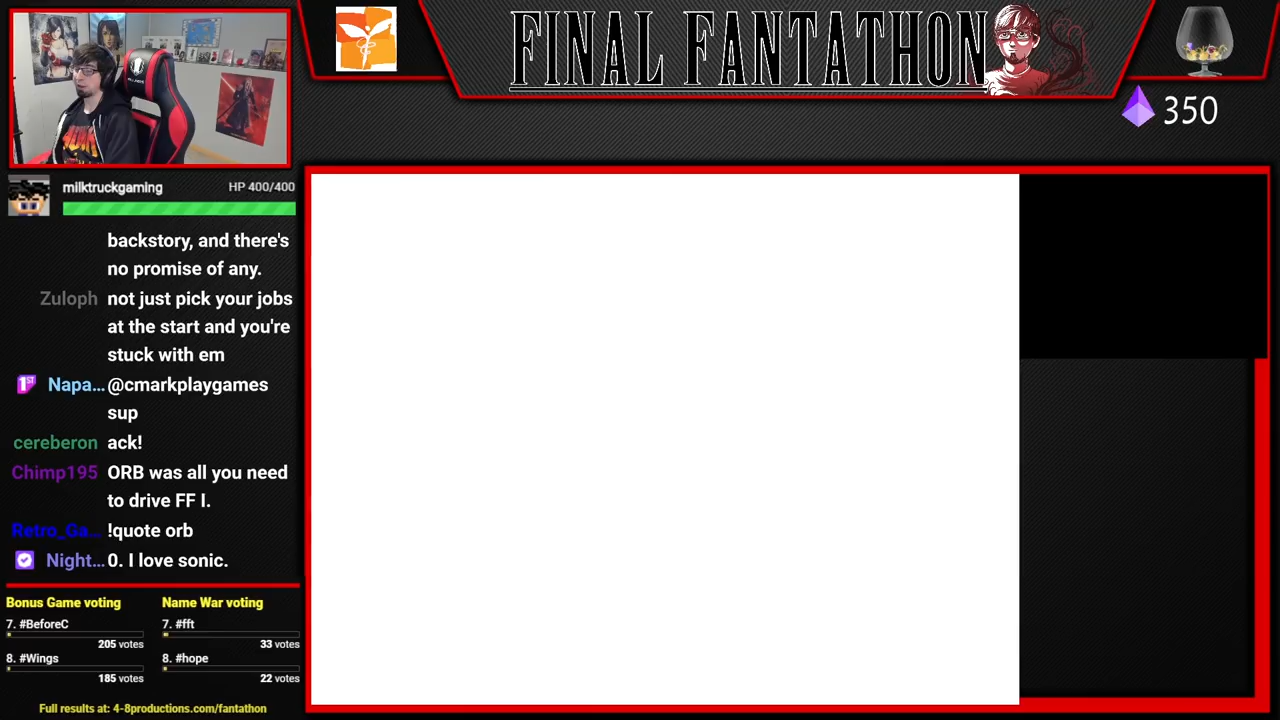 FINAL FANTATHON
350
milktruckgaming HP 400/400
backstory, and there's
no promise of any.
Zuloph not just pick your jobs
at the start and you're
stuck with em
Napa... @cmarkplaygames
sup
cereberon ack!
Chimp195 ORB was all you need
to drive FF I.
Retro_Ga... !quote orb
Night... 0. I love sonic.
Bonus Game voting Name War voting
7. #BeforeC 7. #fft
205 votes 33 votes
8. #Wings 8. #hope
185 votes 22 votes
Full results at: 4-8productions.com/fantathon